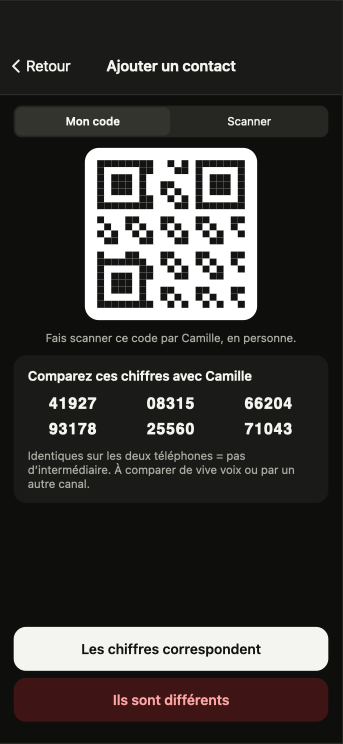 Retour
Ajouter un contact
Mon code
Scanner
Fais scanner ce code par Camille, en personne.
Comparez ces chiffres avec Camille
41927 08315 66204
93178 25560 71043
Identiques sur les deux téléphones = pas
d'intermédiaire. À comparer de vive voix ou par un
autre canal.
Les chiffres correspondent
Ils sont différents